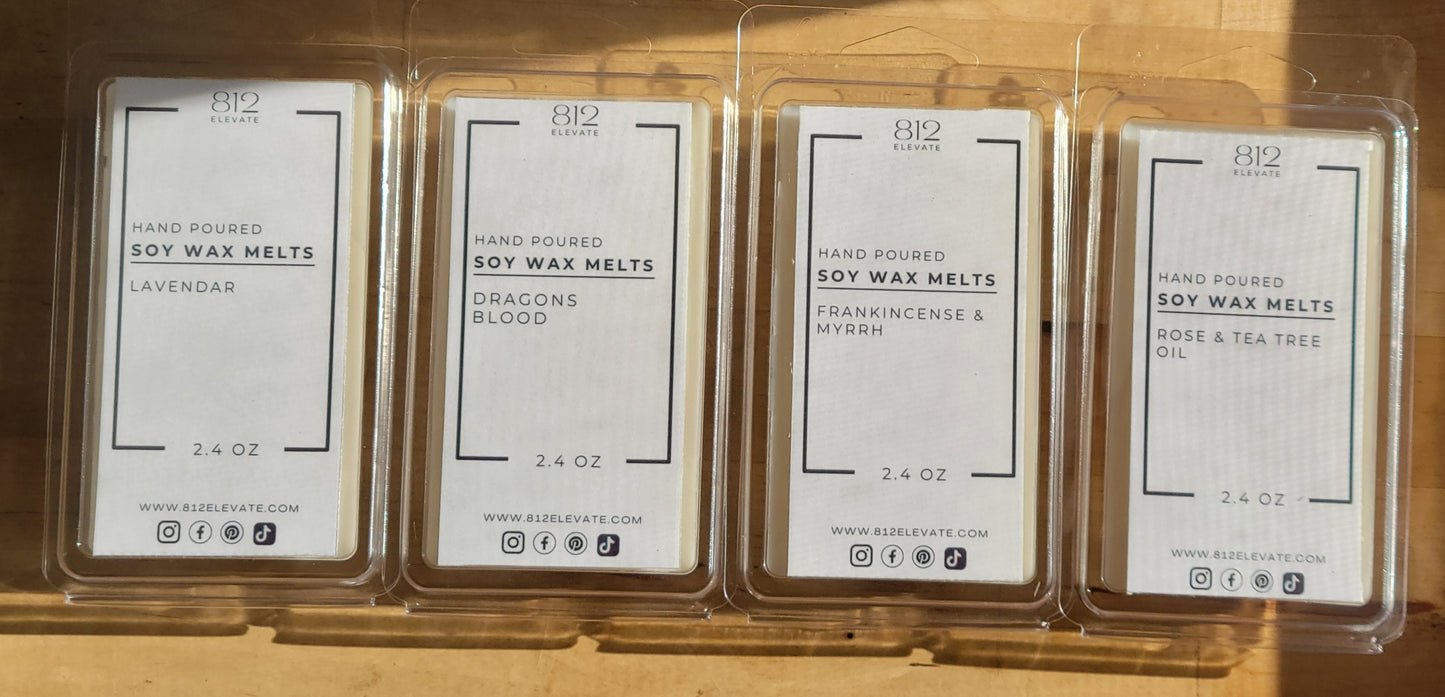 812
ELEVATE
HAND POURED
SOY WAX MELTS
LAVENDAR
2.4 OZ
WWW.812ELEVATE.COM
812
ELEVATE
HAND POURED
SOY WAX MELTS
DRAGONS
BLOOD
2.4 OZ
WWW.812ELEVATE.COM
812
ELEVATE
HAND POURED
SOY WAX MELTS
FRANKINCENSE &
MYRRH
2.4 OZ
WWW.812ELEVATE.COM
812
ELEVATE
HAND POURED
SOY WAX MELTS
ROSE & TEA TREE
OIL
2.4 OZ
WWW.812ELEVATE.COM